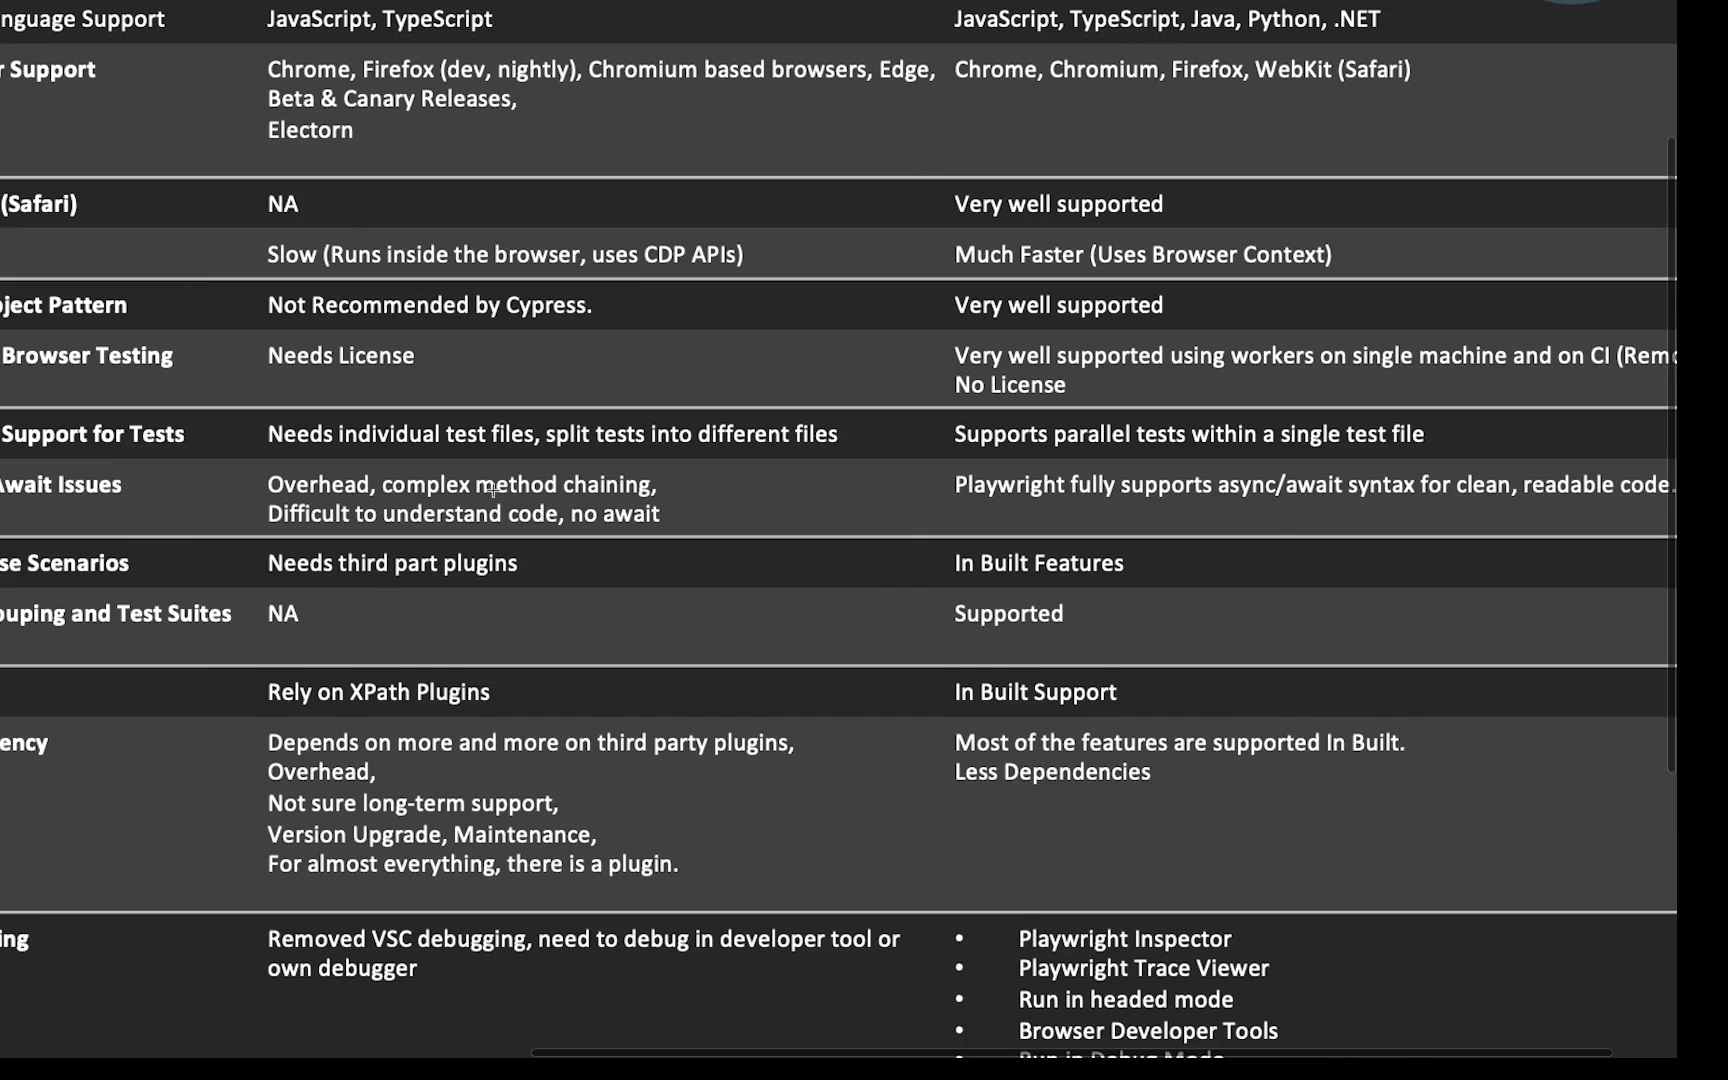 nguage Support JavaScript, TypeScript JavaScript, TypeScript, Java, Python, .NET
r Support Chrome, Firefox (dev, nightly), Chromium based browsers, Edge, Chrome, Chromium, Firefox, WebKit (Safari)
Beta & Canary Releases,
Electorn
(Safari) NA Very well supported
Slow (Runs inside the browser, uses CDP APIs) Much Faster (Uses Browser Context)
ject Pattern Not Recommended by Cypress. Very well supported
Browser Testing Needs License Very well supported using workers on single machine and on CI (Remo
No License
Support for Tests Needs individual test files, split tests into different files Supports parallel tests within a single test file
Await Issues Overhead, complex method chaining, Playwright fully supports async/await syntax for clean, readable code.
Difficult to understand code, no await
se Scenarios Needs third part plugins In Built Features
ouping and Test Suites NA Supported
Rely on XPath Plugins In Built Support
ency Depends on more and more on third party plugins, Most of the features are supported In Built.
Overhead, Less Dependencies
Not sure long-term support,
Version Upgrade, Maintenance,
For almost everything, there is a plugin.
ing Removed VSC debugging, need to debug in developer tool or • Playwright Inspector
own debugger • Playwright Trace Viewer
• Run in headed mode
• Browser Developer Tools
• Run in Debug Mode